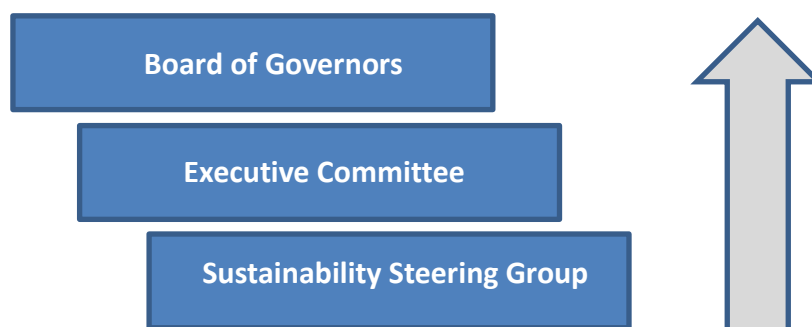 Board of Governors
Executive Committee
Sustainability Steering Group